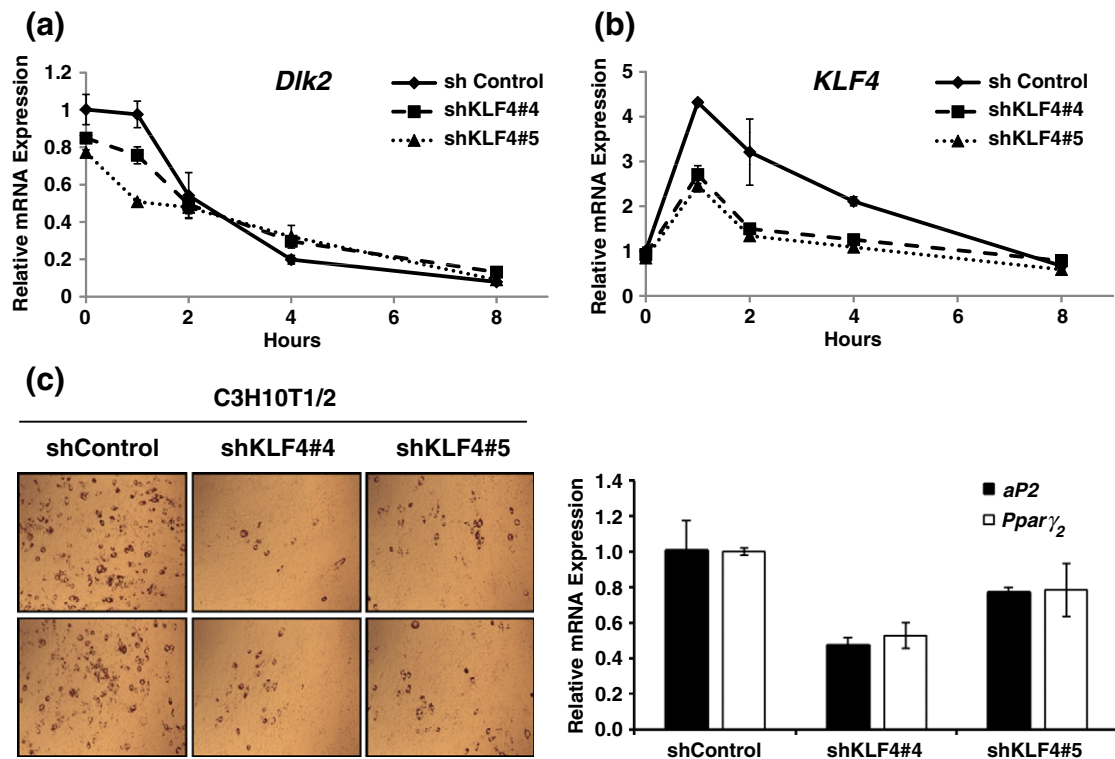 (a)
Dlk2
sh Control
shKLF4#4
shKLF4#5
Relative mRNA Expression
1.2
1
0.8
0.6
0.4
0.2
0
0 2 4 6 8
Hours
(b)
KLF4
sh Control
shKLF4#4
shKLF4#5
Relative mRNA Expression
5
4
3
2
1
0
0 2 4 6 8
Hours
(c)
C3H10T1/2
shControl shKLF4#4 shKLF4#5
aP2
Pparγ2
Relative mRNA Expression
1.4
1.2
1.0
0.8
0.6
0.4
0.2
0.0
shControl shKLF4#4 shKLF4#5